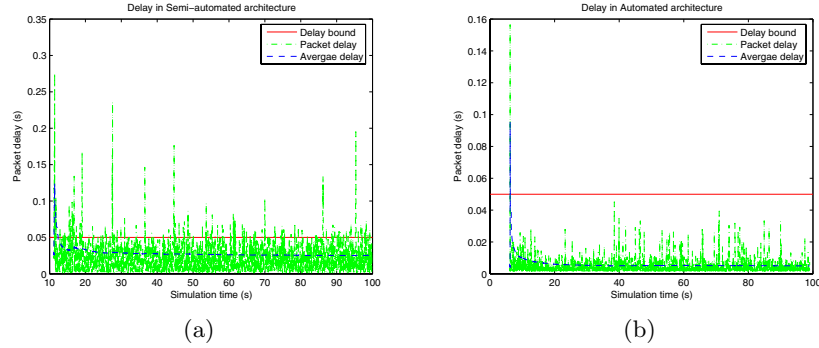 Delay in Semi-automated architecture
0.35
0.3
0.25
0.2
0.15
0.1
0.05
0
Packet delay (s)
Delay bound
Packet delay
Avergae delay
10 20 30 40 50 60 70 80 90 100
Simulation time (s)
(a)
Delay in Automated architecture
0.16
0.14
0.12
0.1
0.08
0.06
0.04
0.02
0
Packet delay (s)
Delay bound
Packet delay
Avergae delay
0 20 40 60 80 100
Simulation time (s)
(b)